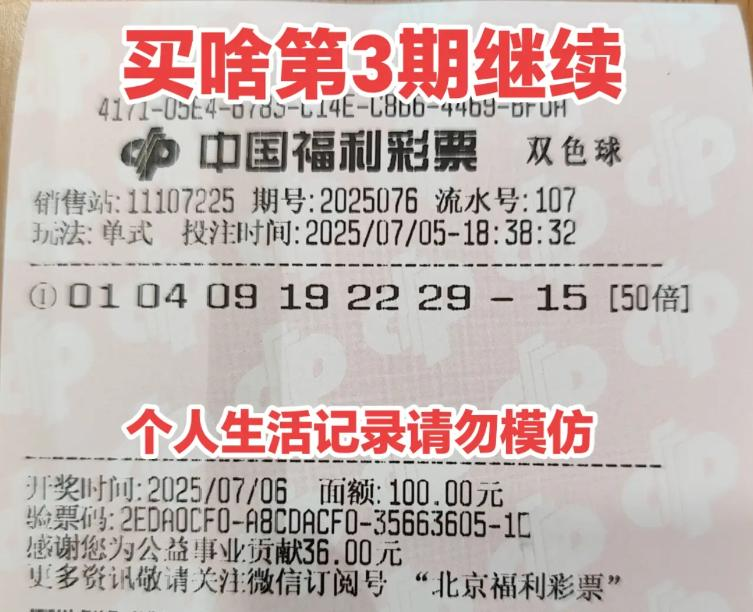 买啥第3期继续
4171-05E4-B783-C14E-C8B6-4469-BF0A
中国福利彩票 双色球
销售站:11107225 期号:2025076 流水号:107
玩法:单式 投注时间:2025/07/05-18:38:32
① 01 04 09 19 22 29 - 15 [50倍]
个人生活记录请勿模仿
开奖时间:2025/07/06 面额:100.00元
验票码:2EDA0CF0-A8CDACF0-35663605-1
感谢您为公益事业贡献36.00元
更多资讯敬请关注微信订阅号 “北京福利彩票”